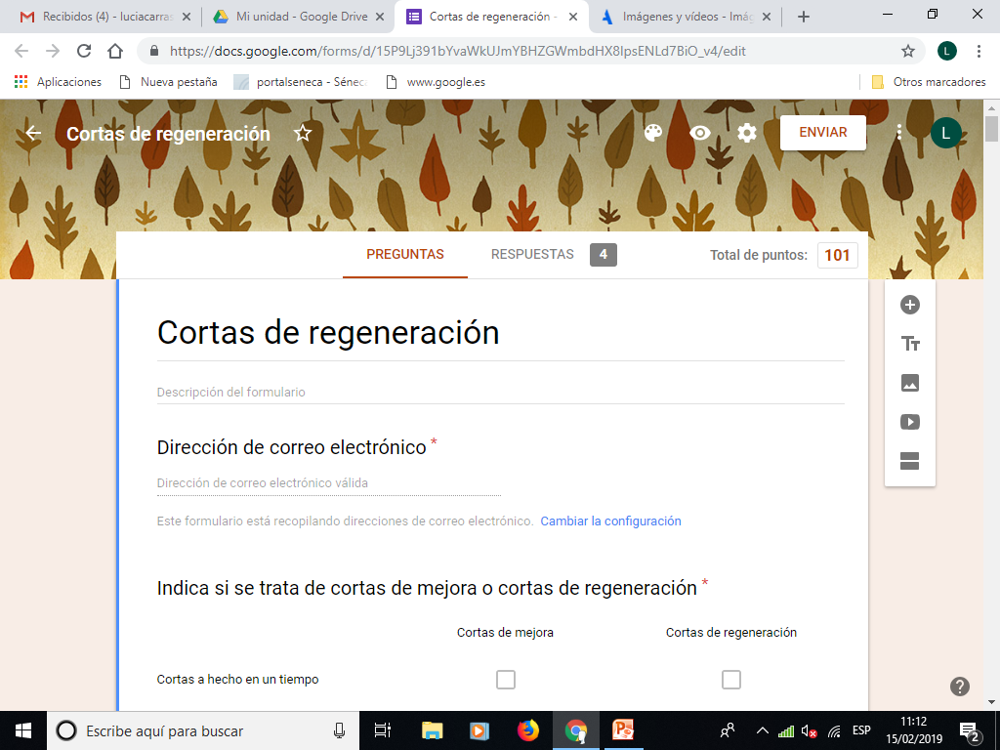 Recibidos (4) - luciacarras
Mi unidad - Google Drive
Cortas de regeneración -
Imágenes y vídeos - Imág
https://docs.google.com/forms/d/15P9Lj391bYvaWkUJmYBHZGWmbdHX8IpsENLd7BiO_v4/edit
L
Aplicaciones
Nueva pestaña
portalseneca - Sénec
www.google.es
Otros marcadores
Cortas de regeneración
ENVIAR
L
PREGUNTAS
RESPUESTAS 4
Total de puntos: 101
Cortas de regeneración
Descripción del formulario
Dirección de correo electrónico *
Dirección de correo electrónico válida
Este formulario está recopilando direcciones de correo electrónico. Cambiar la configuración
Indica si se trata de cortas de mejora o cortas de regeneración *
Cortas de mejora
Cortas de regeneración
Cortas a hecho en un tiempo
Escribe aquí para buscar
ESP
11:12
15/02/2019
2